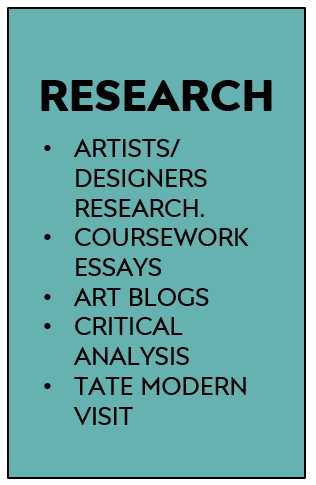 RESEARCH
• ARTISTS/
DESIGNERS
RESEARCH.
• COURSEWORK
ESSAYS
• ART BLOGS
• CRITICAL
ANALYSIS
• TATE MODERN
VISIT